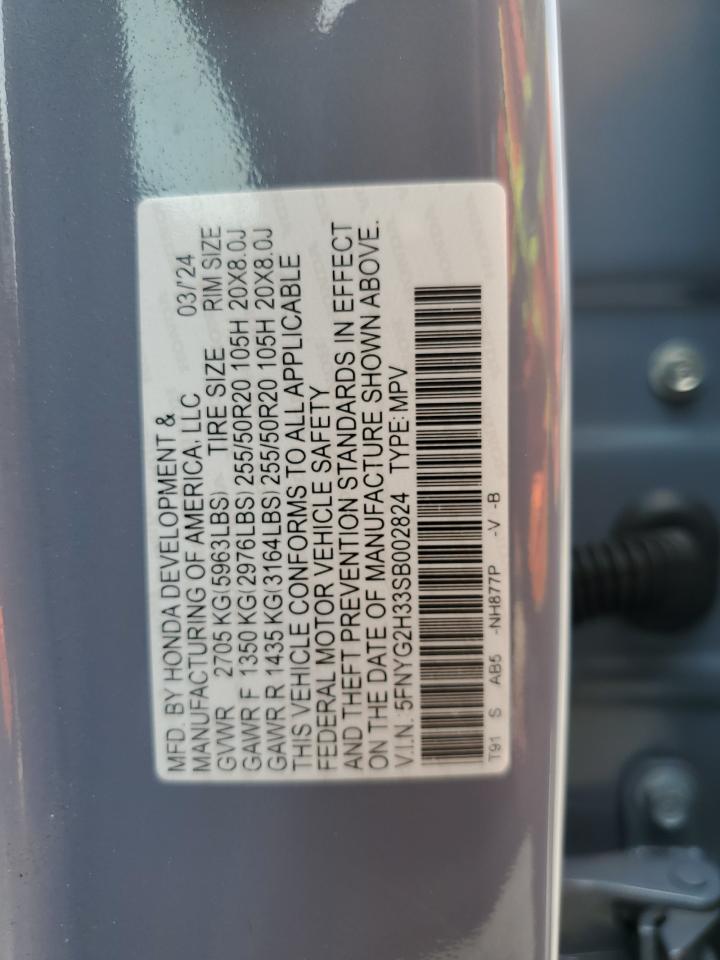 MFD. BY HONDA DEVELOPMENT &
MANUFACTURING OF AMERICA, LLC 03/'24
GVWR 2705 KG(5963LBS) TIRE SIZE RIM SIZE
GAWR F 1350 KG(2976LBS) 255/50R20 105H 20X8.0J
GAWR R 1435 KG(3164LBS) 255/50R20 105H 20X8.0J
THIS VEHICLE CONFORMS TO ALL APPLICABLE
FEDERAL MOTOR VEHICLE SAFETY
AND THEFT PREVENTION STANDARDS IN EFFECT
ON THE DATE OF MANUFACTURE SHOWN ABOVE.
V.I.N.:5FNYG2H33SB002824 TYPE:MPV
T91 S AB5 -NH877P -V -B